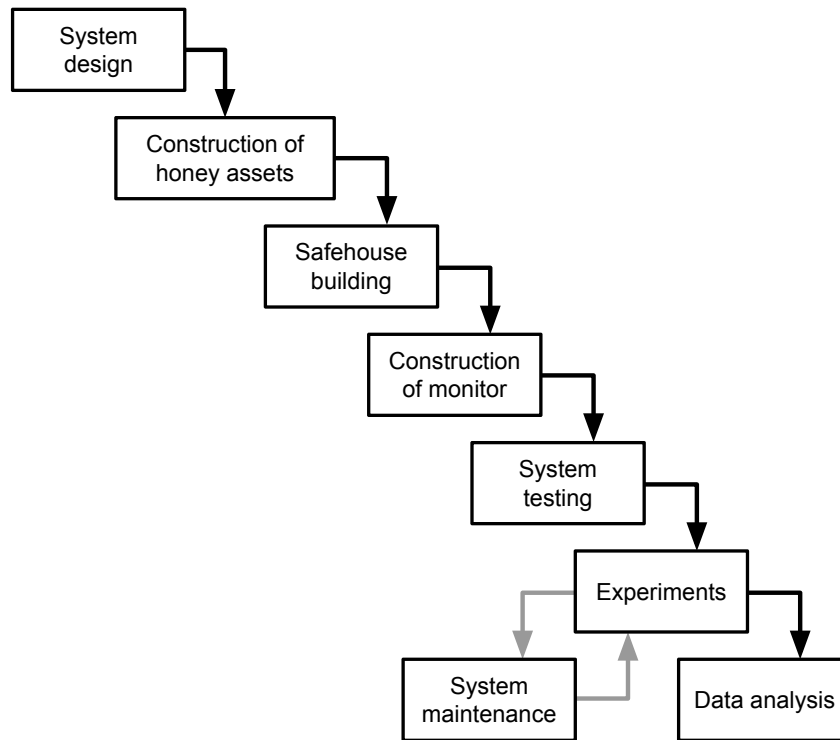 System
design
Construction of
honey assets
Safehouse
building
Construction
of monitor
System
testing
Experiments
System
maintenance
Data analysis